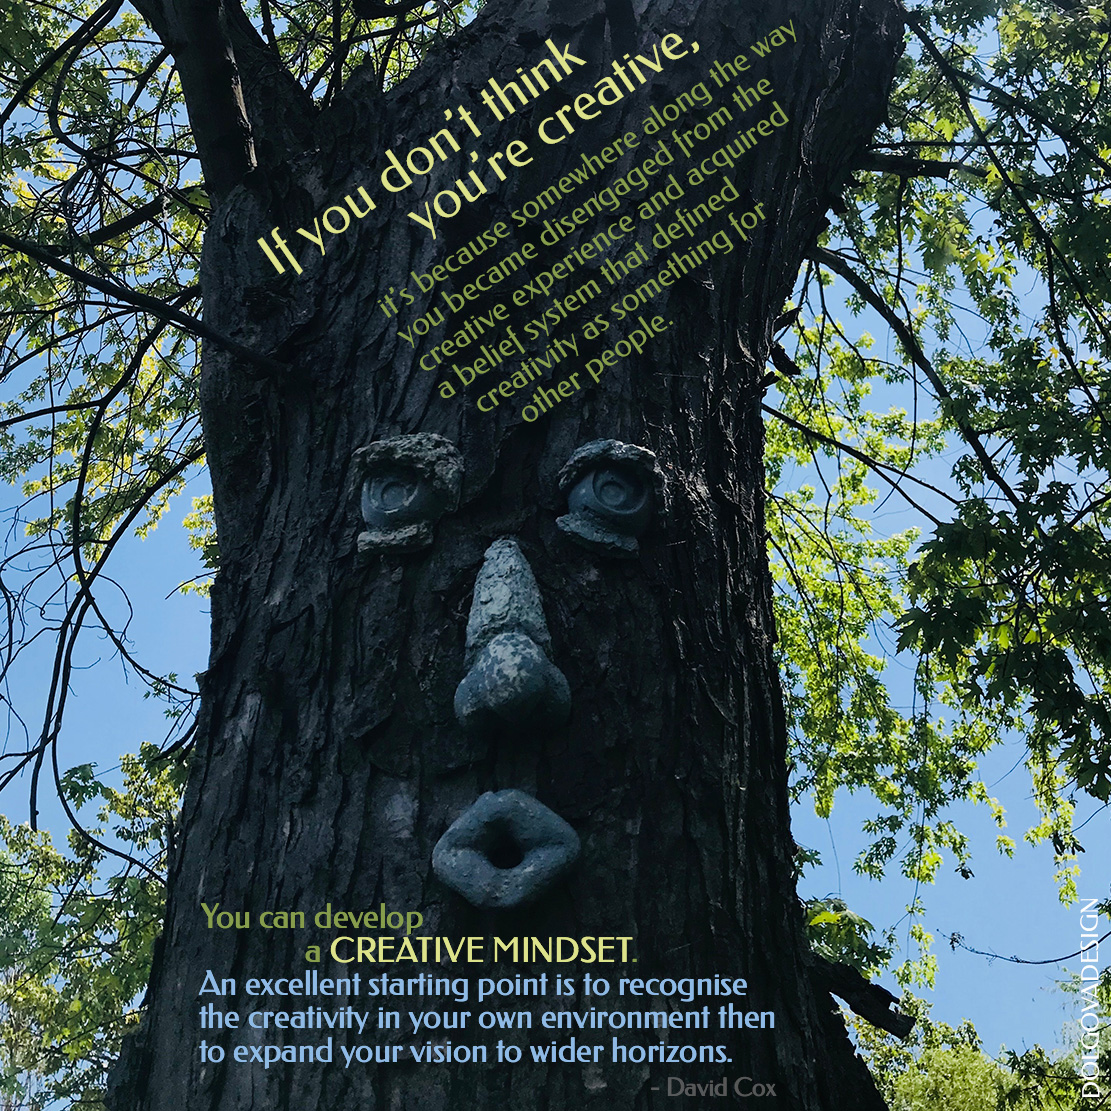 If you don't think
you're creative,
it's because somewhere along the way
you became disengaged from the
creative experience and acquired
a belief system that defined
creativity as something for
other people.
You can develop
a CREATIVE MINDSET.
An excellent starting point is to recognise
the creativity in your own environment then
to expand your vision to wider horizons.
- David Cox
DOLGOVADESIGN